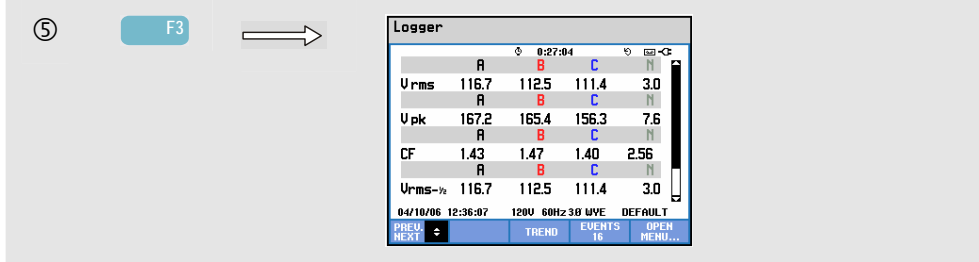 ⑤ F3
Logger
0:27:04
A B C N
Vrms 116.7 112.5 111.4 3.0
A B C N
Vpk 167.2 165.4 156.3 7.6
A B C N
CF 1.43 1.47 1.40 2.56
A B C N
Vrms-½ 116.7 112.5 111.4 3.0
04/10/06 12:36:07 120V 60Hz 3Ø WYE DEFAULT
PREV. NEXT TREND EVENTS 16 OPEN MENU...